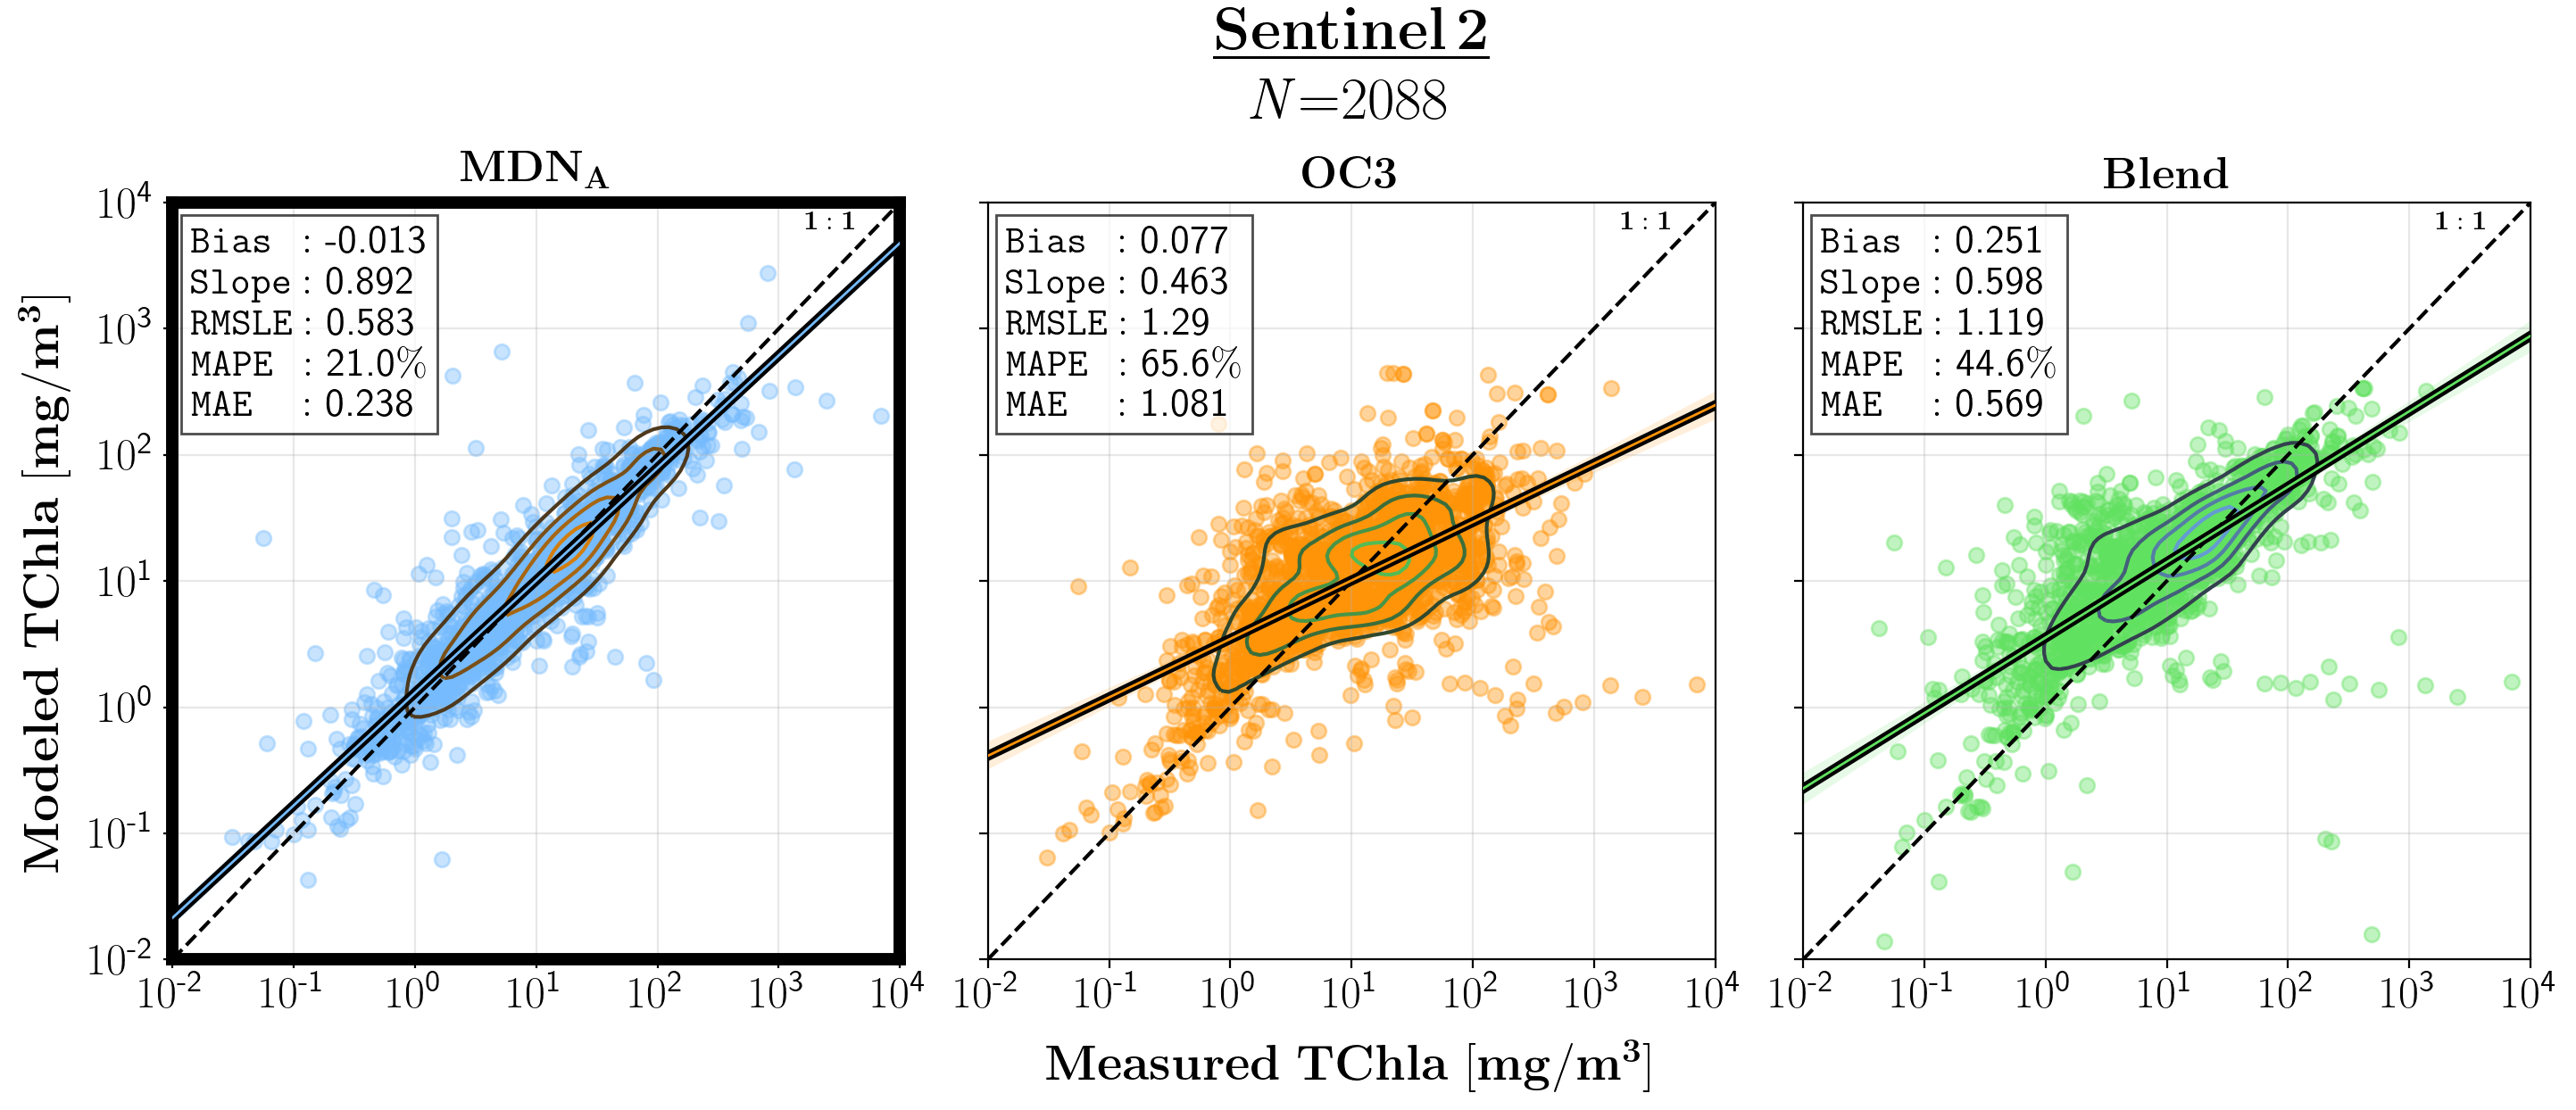 Sentinel 2
N=2088
MDN_A
OC3
Blend
Modeled TChla [mg/m³]
10⁴
10³
10²
10¹
10⁰
10⁻¹
10⁻²
Bias : -0.013
Slope : 0.892
RMSLE : 0.583
MAPE : 21.0%
MAE : 0.238
1 : 1
Bias : 0.077
Slope : 0.463
RMSLE : 1.29
MAPE : 65.6%
MAE : 1.081
1 : 1
Bias : 0.251
Slope : 0.598
RMSLE : 1.119
MAPE : 44.6%
MAE : 0.569
1 : 1
10⁻² 10⁻¹ 10⁰ 10¹ 10² 10³ 10⁴
10⁻² 10⁻¹ 10⁰ 10¹ 10² 10³ 10⁴
10⁻² 10⁻¹ 10⁰ 10¹ 10² 10³ 10⁴
Measured TChla [mg/m³]